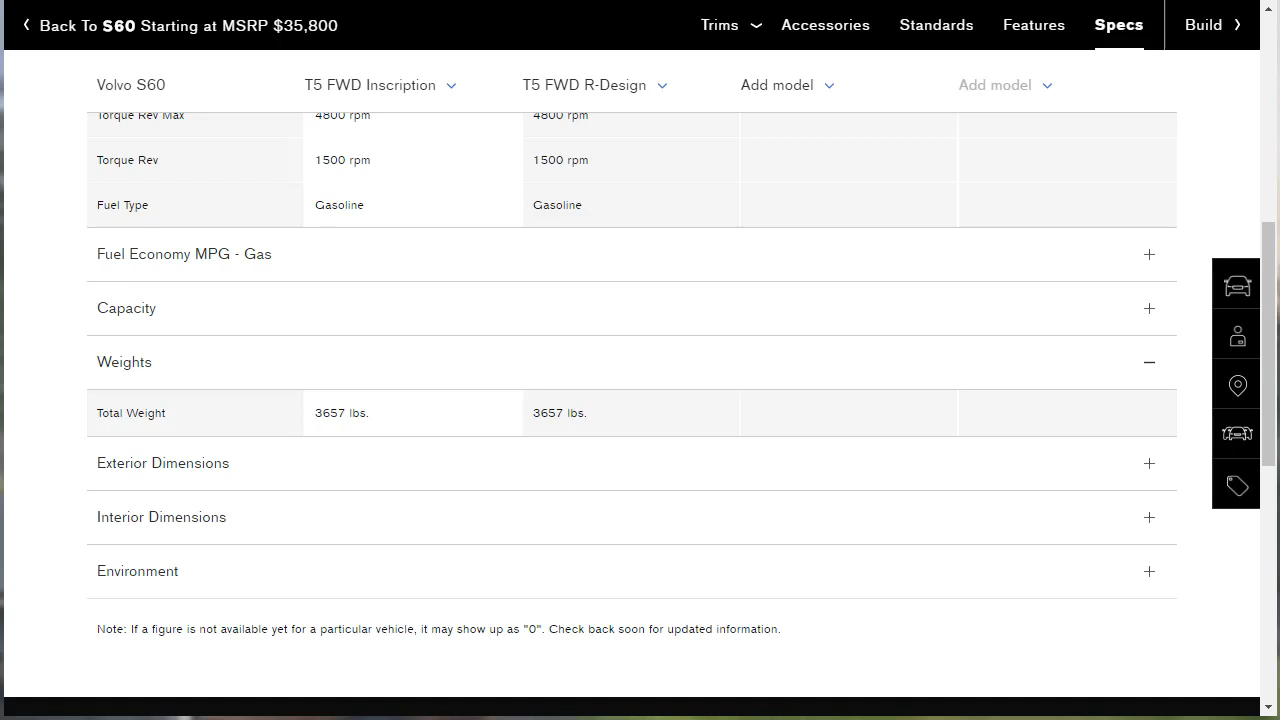 Back To S60 Starting at MSRP $35,800
Trims Accessories Standards Features Specs Build
Volvo S60 T5 FWD Inscription T5 FWD R-Design Add model Add model
Torque Rev Max 4800 rpm 4800 rpm
Torque Rev 1500 rpm 1500 rpm
Fuel Type Gasoline Gasoline
Fuel Economy MPG - Gas
Capacity
Weights
Total Weight 3657 lbs. 3657 lbs.
Exterior Dimensions
Interior Dimensions
Environment
Note: If a figure is not available yet for a particular vehicle, it may show up as "0". Check back soon for updated information.